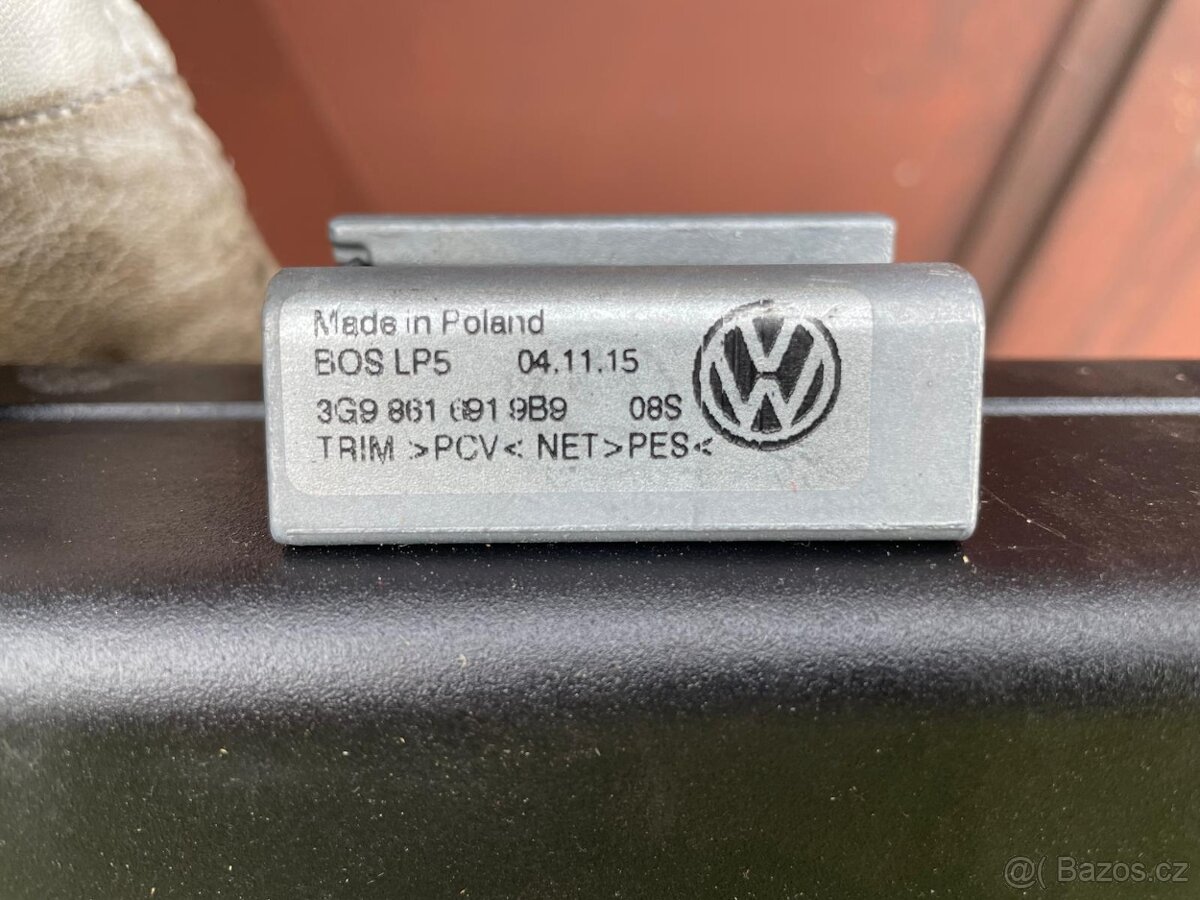 Made in Poland
BOS LP5 04.11.15
3G9 861 691 9B9 08S
TRIM >PCV< NET >PES<
@( Bazos.cz